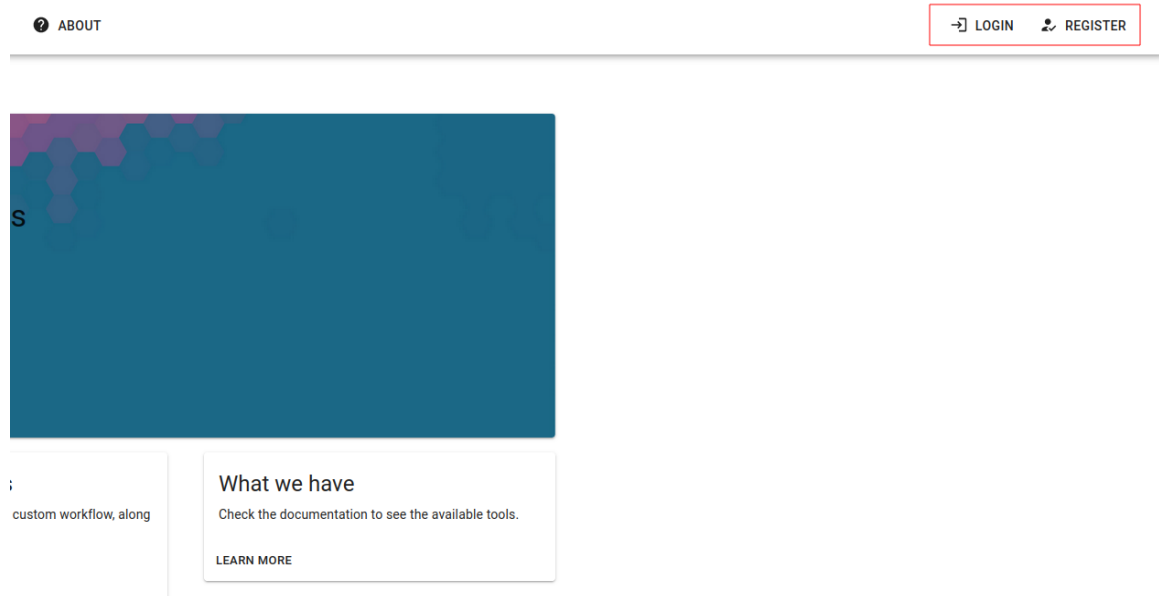 ABOUT
LOGIN
REGISTER
s
What we have
custom workflow, along
Check the documentation to see the available tools.
LEARN MORE